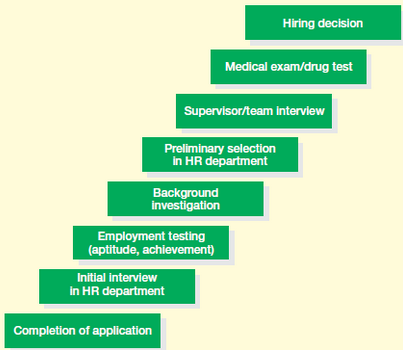 Hiring decision
Medical exam/drug test
Supervisor/team interview
Preliminary selection
in HR department
Background
investigation
Employment testing
(aptitude, achievement)
Initial interview
in HR department
Completion of application